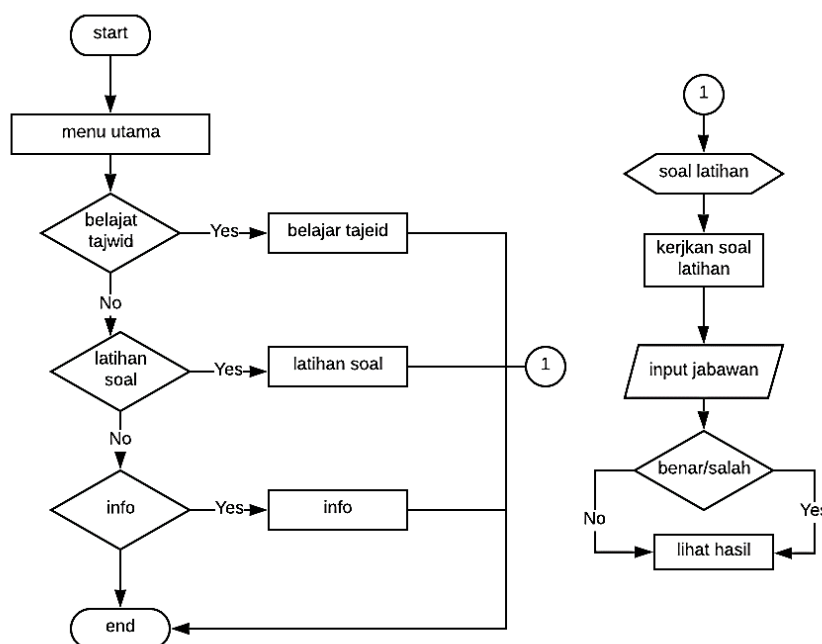 start
menu utama
belajat
tajwid
Yes
belajar tajeid
No
latihan
soal
Yes
latihan soal
1
No
info
Yes
info
end
1
soal latihan
kerjkan soal
latihan
input jabawan
benar/salah
No
Yes
lihat hasil